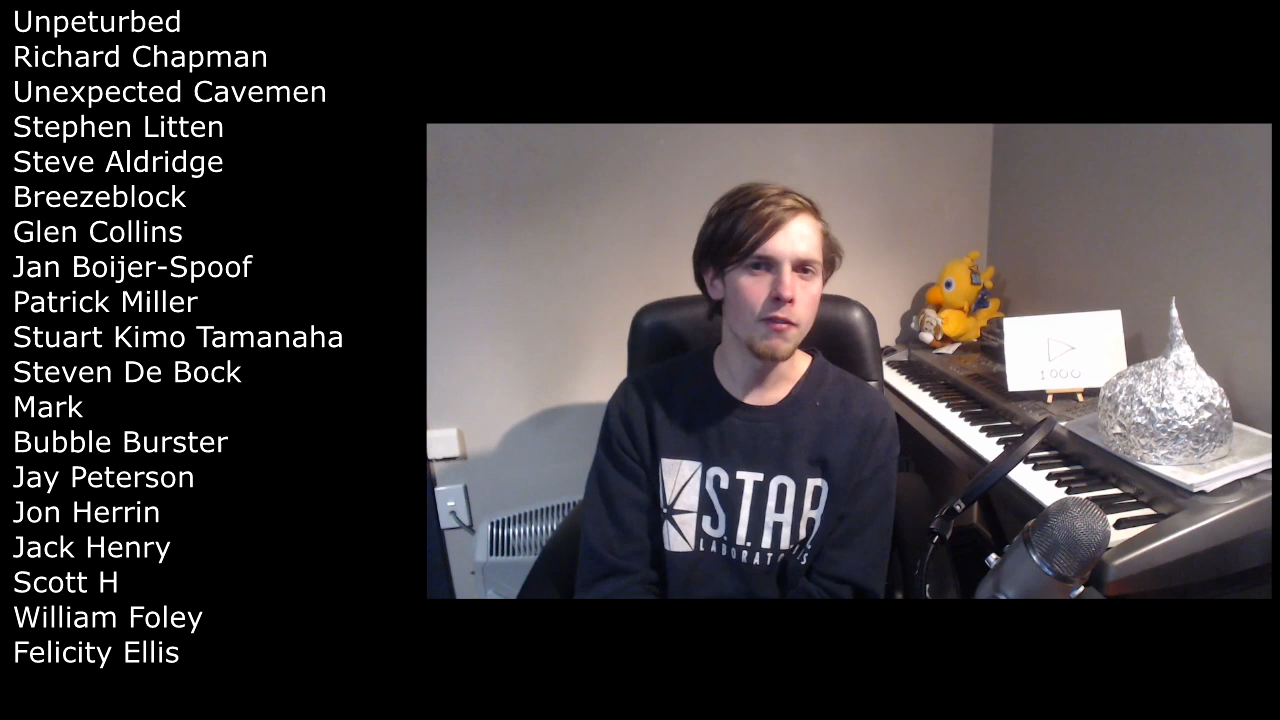 Unpeturbed
Richard Chapman
Unexpected Cavemen
Stephen Litten
Steve Aldridge
Breezeblock
Glen Collins
Jan Boijer-Spoof
Patrick Miller
Stuart Kimo Tamanaha
Steven De Bock
Mark
Bubble Burster
Jay Peterson
Jon Herrin
Jack Henry
Scott H
William Foley
Felicity Ellis
1000
S.T.A.R.
LABORATORIES